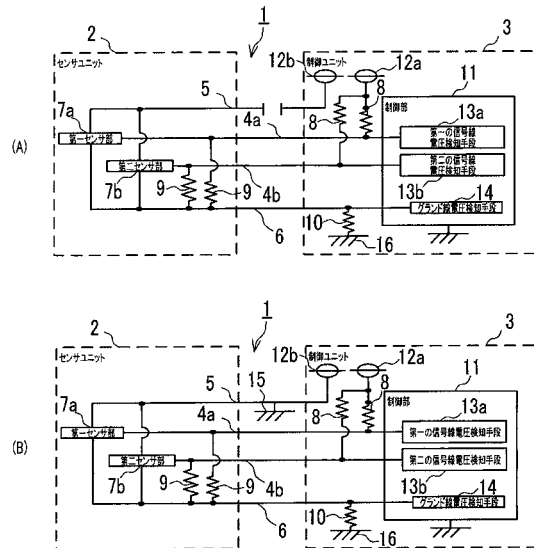 1
2
3
センサユニット
制御ユニット
12b
12a
11
5
7a
4a
8
8
制御部
13a
第一センサ部
第一の信号線
電圧検知手段
(A)
第二センサ部
第二の信号線
電圧検知手段
7b
9
9
4b
13b
14
グランド線電圧検知手段
6
10
16
1
2
3
センサユニット
制御ユニット
12b
12a
11
5
15
7a
4a
8
8
制御部
13a
第一センサ部
第一の信号線電圧検知手段
(B)
第二センサ部
第二の信号線電圧検知手段
7b
9
9
4b
13b
14
グランド線電圧検知手段
6
10
16